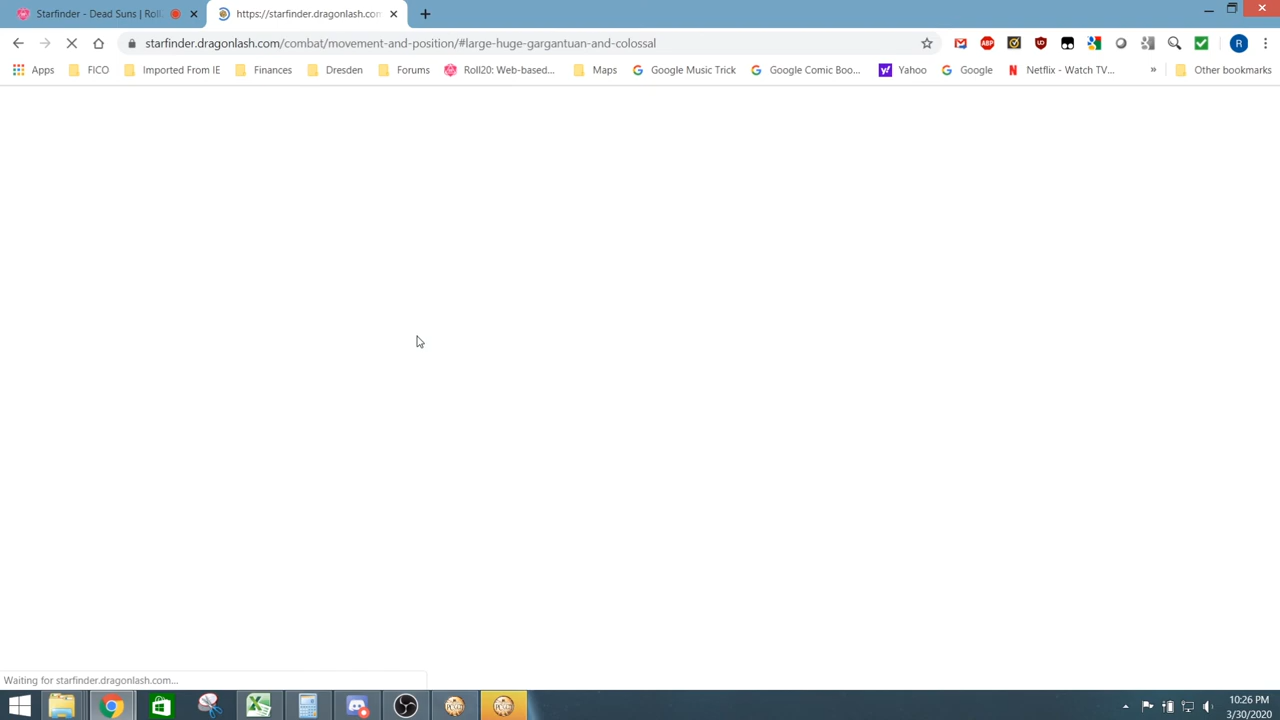 Starfinder - Dead Suns | Roll
https://starfinder.dragonlash.com
starfinder.dragonlash.com/combat/movement-and-position/#large-huge-gargantuan-and-colossal
Apps
FICO
Imported From IE
Finances
Dresden
Forums
Roll20: Web-based...
Maps
Google Music Trick
Google Comic Boo...
Yahoo
Google
Netflix - Watch TV...
»
Other bookmarks
Waiting for starfinder.dragonlash.com...
10:26 PM
3/30/2020